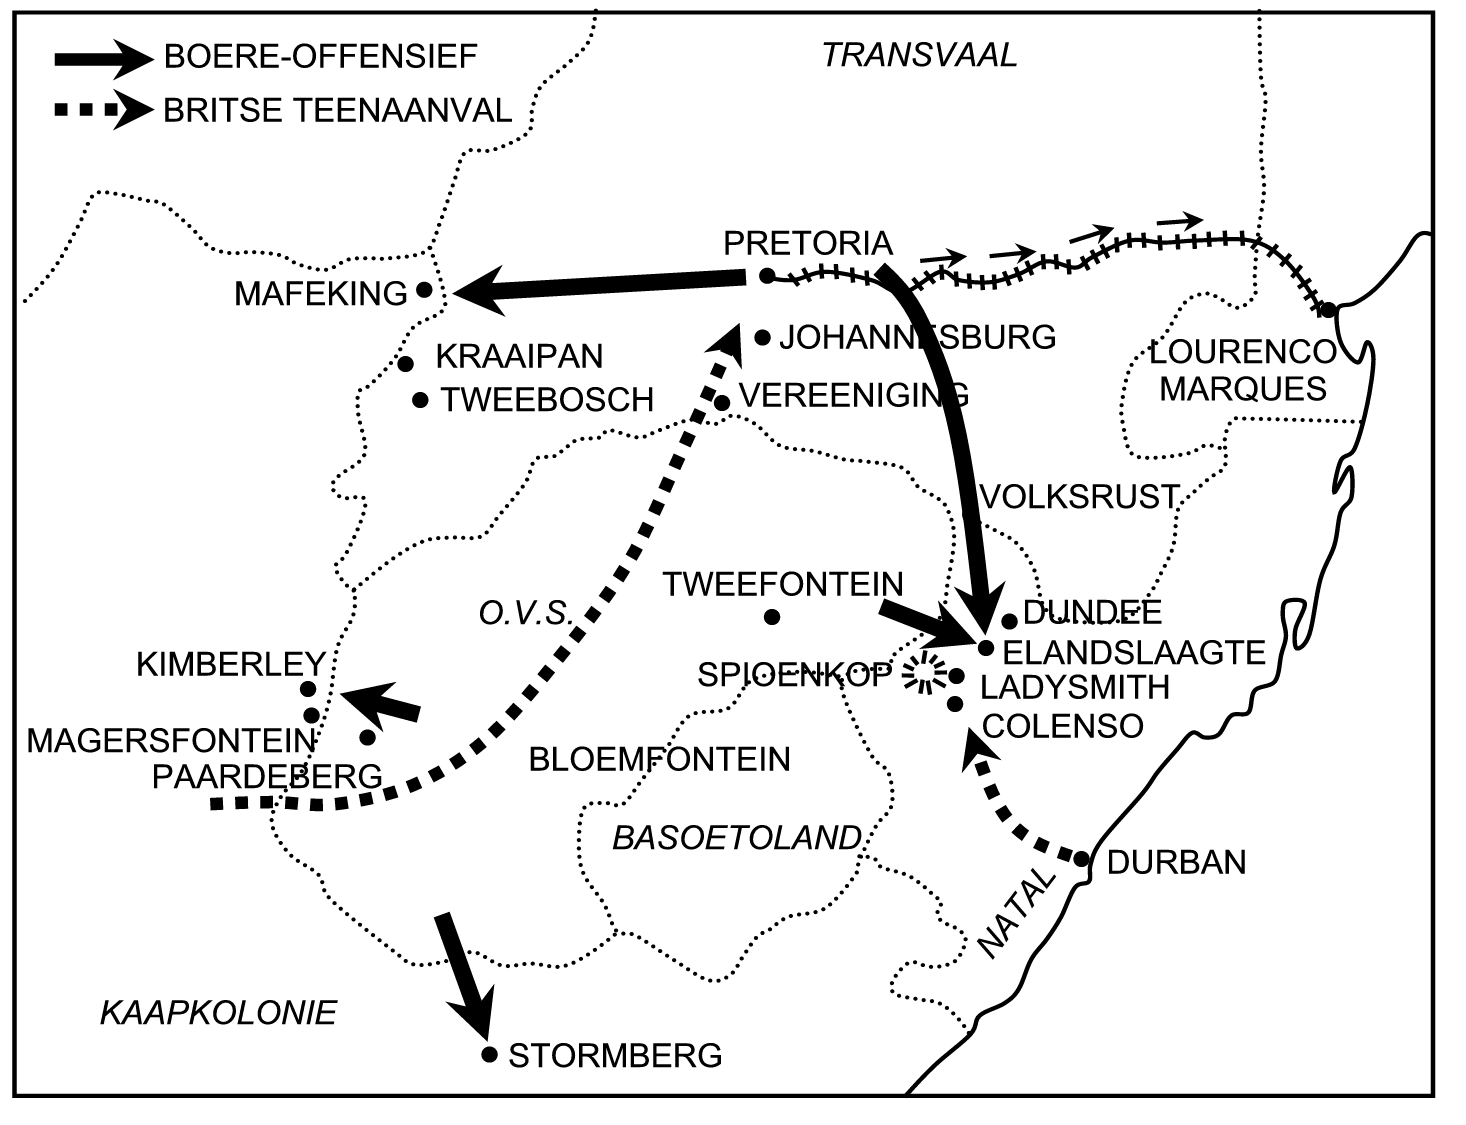 BOERE-OFFENSIEF
TRANSVAAL
BRITSE TEENAANVAL
PRETORIA
MAFEKING
JOHANNESBURG
KRAAIPAN
LOURENCO
MARQUES
TWEEBOSCH
VEREENIGING
VOLKSRUST
TWEEFONTEIN
O.V.S.
DUNDEE
ELANDSLAAGTE
KIMBERLEY
SPIOENKOP
LADYSMITH
COLENSO
MAGERSFONTEIN
BLOEMFONTEIN
PAARDEBERG
BASOETOLAND
DURBAN
NATAL
KAAPKOLONIE
STORMBERG